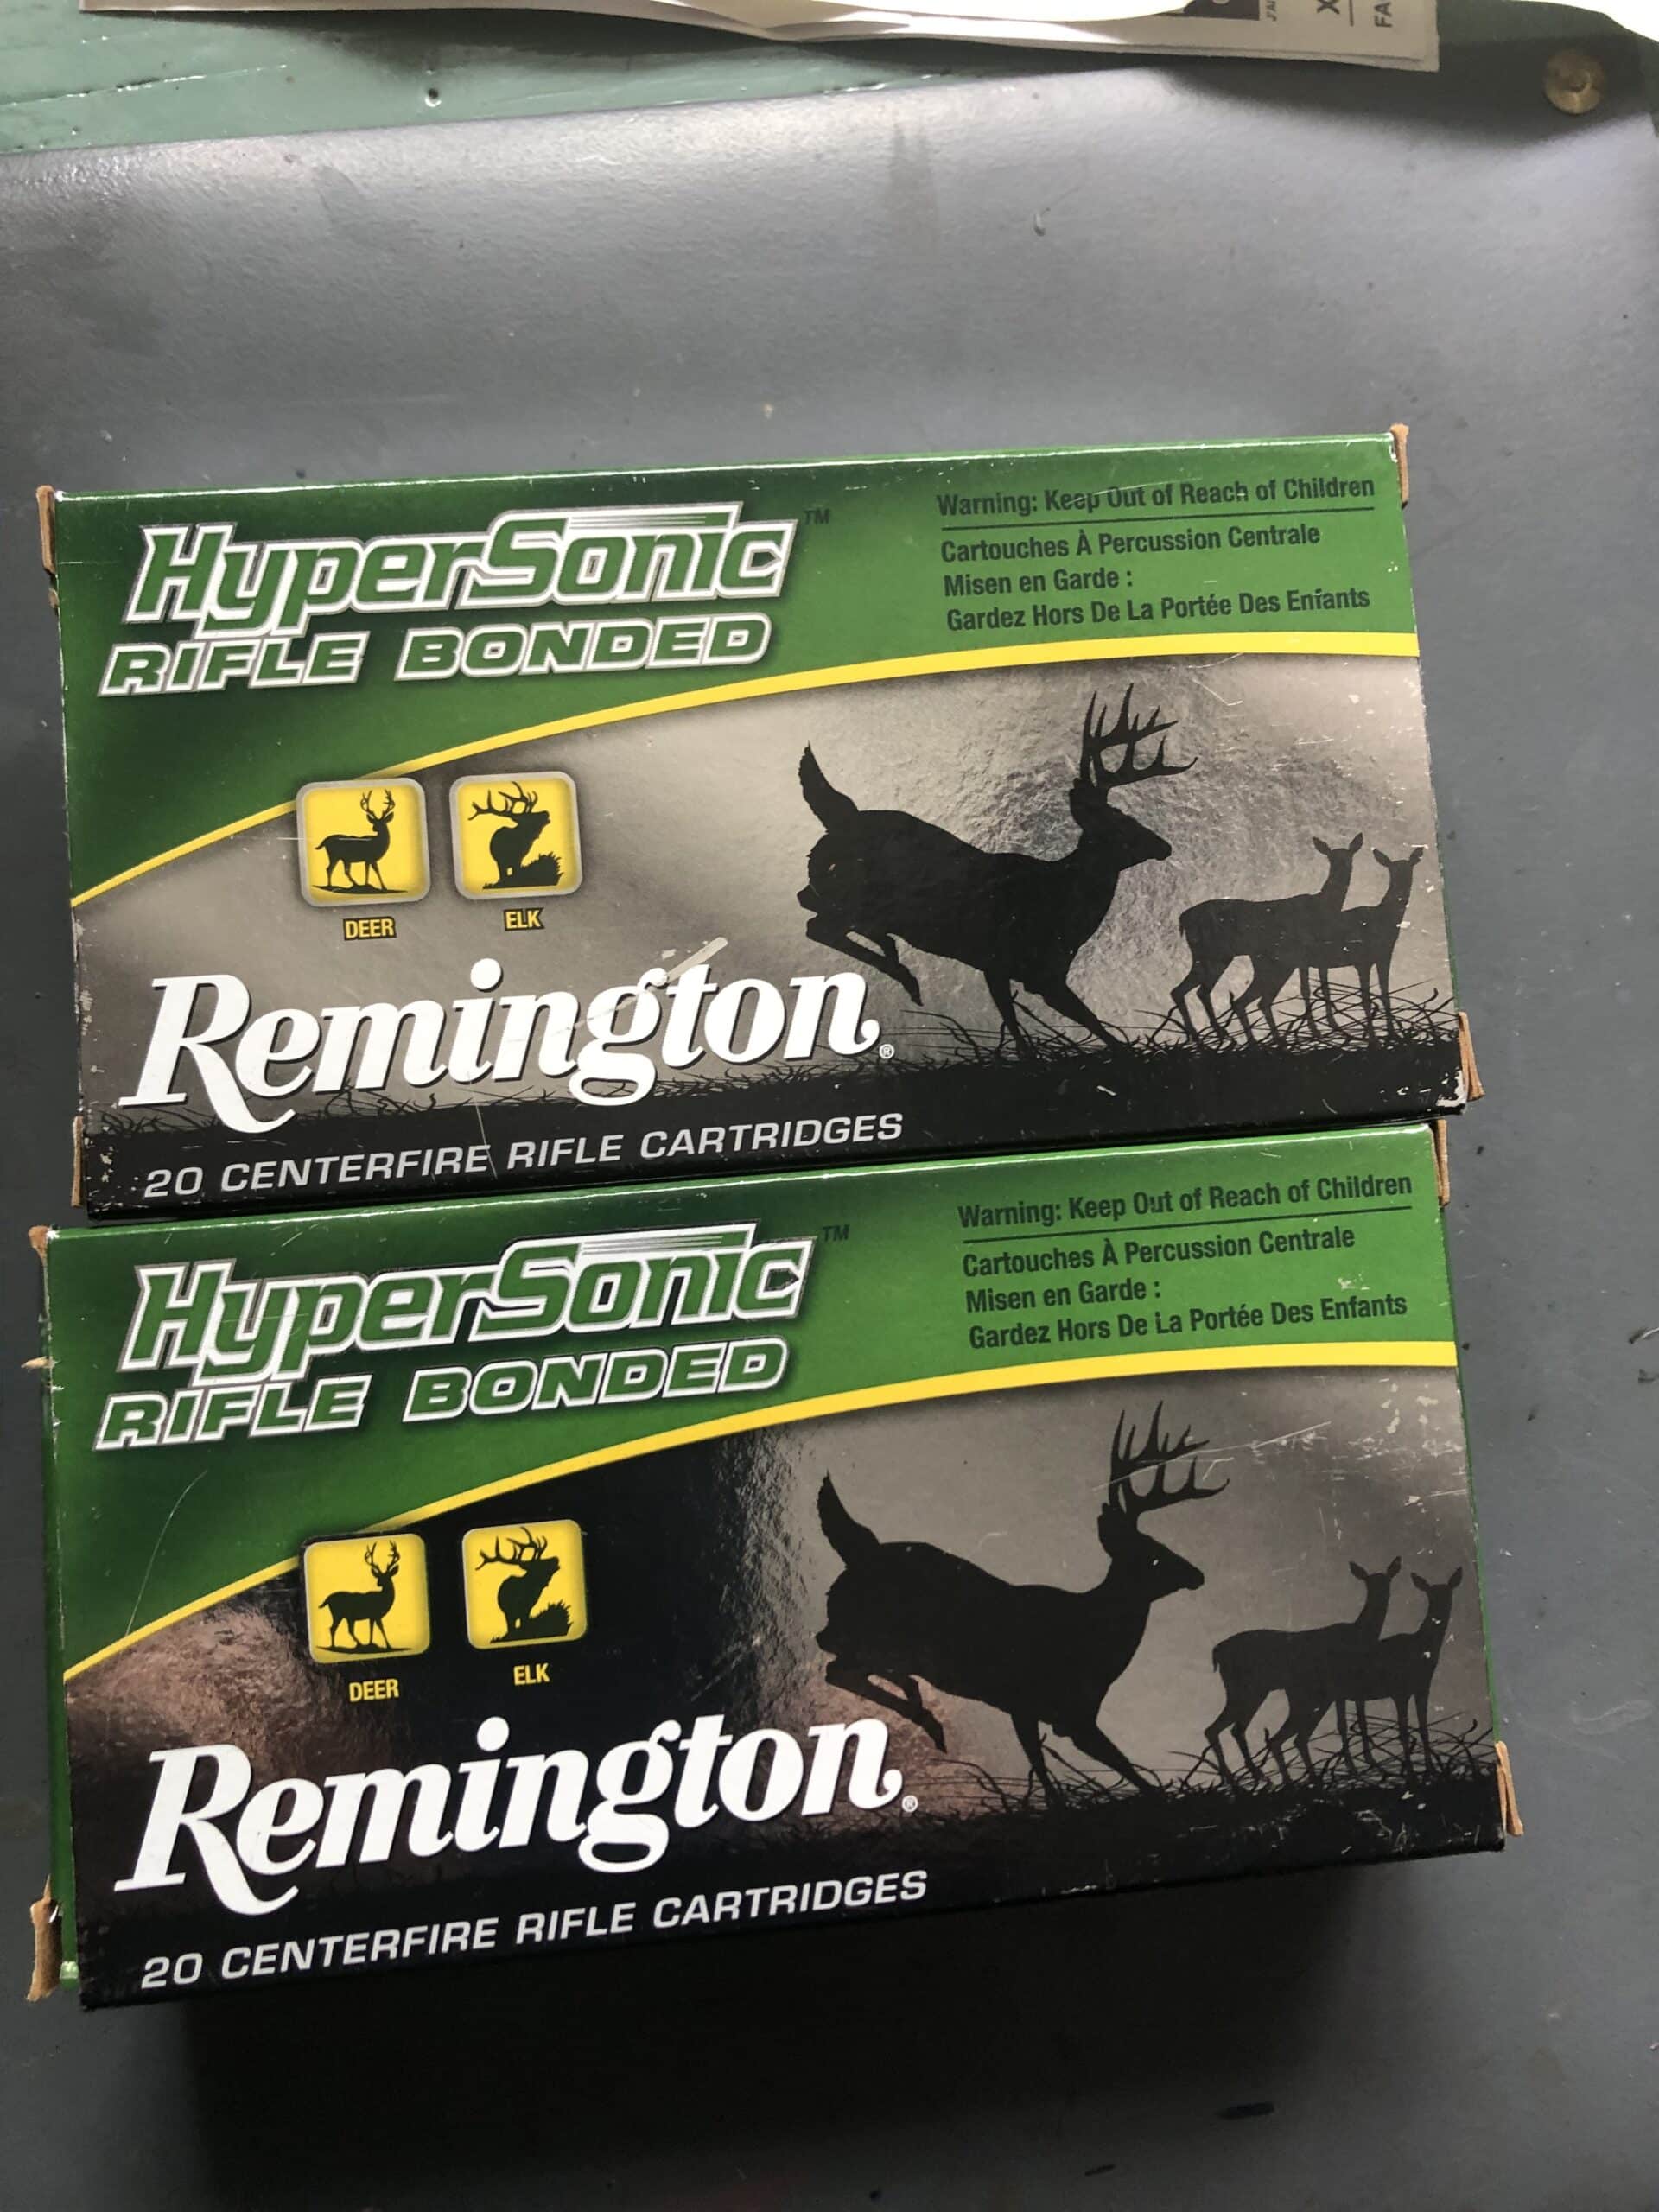 X
FA
HyperSonic™
RIFLE BONDED
Warning: Keep Out of Reach of Children
Cartouches À Percussion Centrale
Misen en Garde :
Gardez Hors De La Portée Des Enfants
DEER
ELK
Remington®
20 CENTERFIRE RIFLE CARTRIDGES
HyperSonic™
RIFLE BONDED
Warning: Keep Out of Reach of Children
Cartouches À Percussion Centrale
Misen en Garde :
Gardez Hors De La Portée Des Enfants
DEER
ELK
Remington®
20 CENTERFIRE RIFLE CARTRIDGES